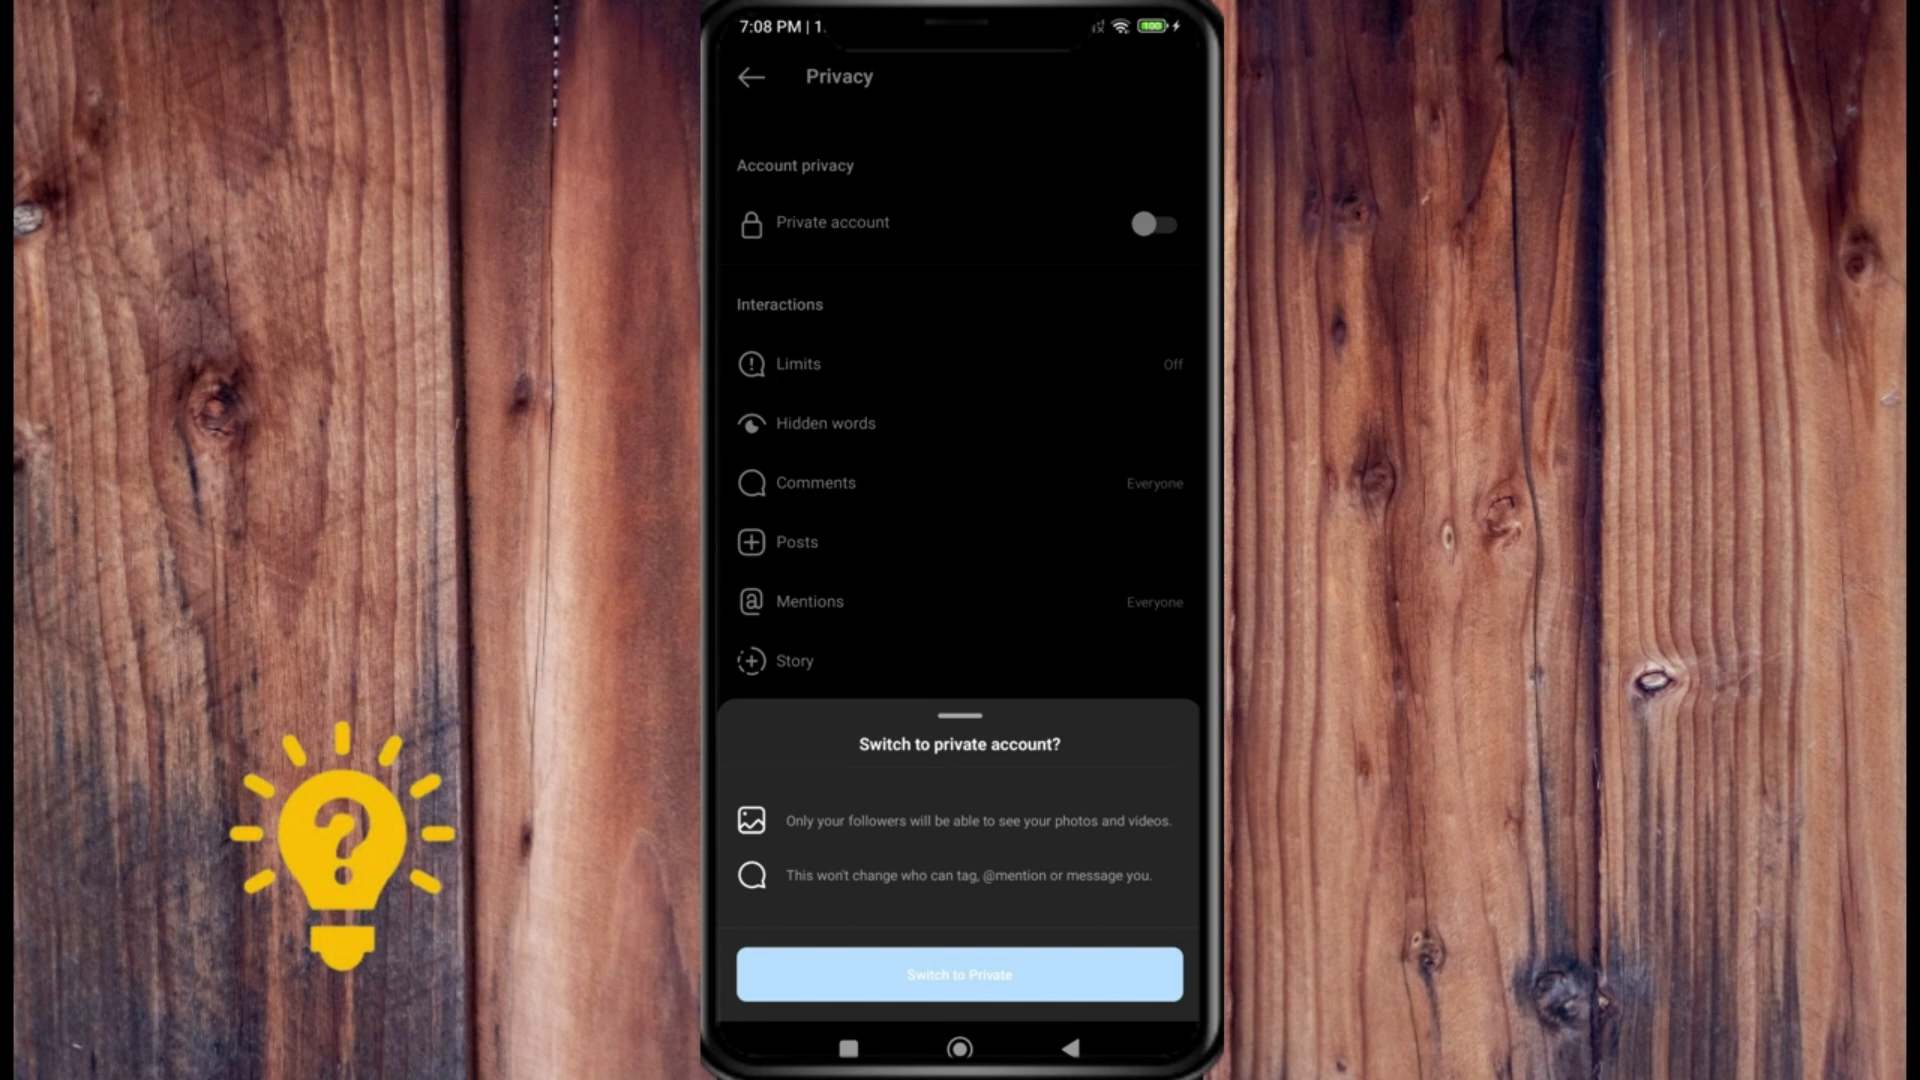 7:08 PM | 1
100
Privacy
Account privacy
Private account
Interactions
Limits Off
Hidden words
Comments Everyone
Posts
Mentions Everyone
Story
Switch to private account?
Only your followers will be able to see your photos and videos.
This won't change who can tag, @mention or message you.
Switch to Private
?